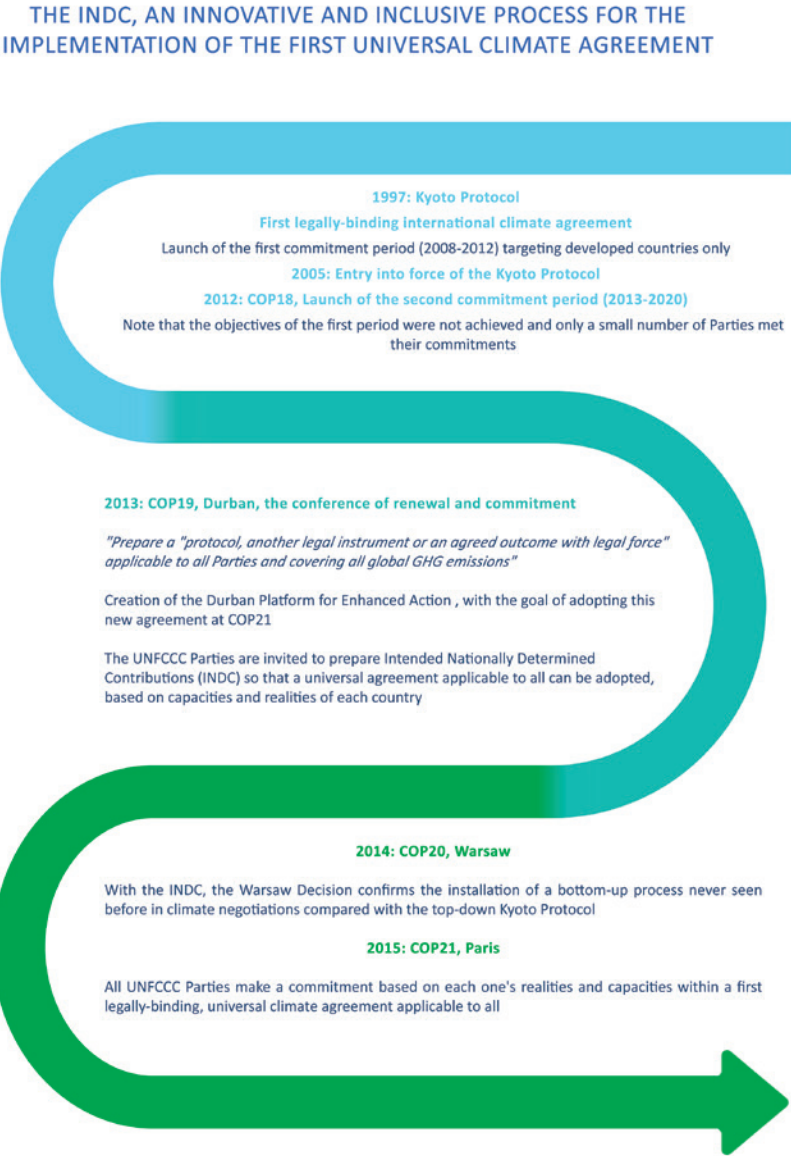 THE INDC, AN INNOVATIVE AND INCLUSIVE PROCESS FOR THE
IMPLEMENTATION OF THE FIRST UNIVERSAL CLIMATE AGREEMENT
1997: Kyoto Protocol
First legally-binding international climate agreement
Launch of the first commitment period (2008-2012) targeting developed countries only
2005: Entry into force of the Kyoto Protocol
2012: COP18, Launch of the second commitment period (2013-2020)
Note that the objectives of the first period were not achieved and only a small number of Parties met
their commitments
2013: COP19, Durban, the conference of renewal and commitment
"Prepare a "protocol, another legal instrument or an agreed outcome with legal force"
applicable to all Parties and covering all global GHG emissions"
Creation of the Durban Platform for Enhanced Action , with the goal of adopting this
new agreement at COP21
The UNFCCC Parties are invited to prepare Intended Nationally Determined
Contributions (INDC) so that a universal agreement applicable to all can be adopted,
based on capacities and realities of each country
2014: COP20, Warsaw
With the INDC, the Warsaw Decision confirms the installation of a bottom-up process never seen
before in climate negotiations compared with the top-down Kyoto Protocol
2015: COP21, Paris
All UNFCCC Parties make a commitment based on each one's realities and capacities within a first
legally-binding, universal climate agreement applicable to all